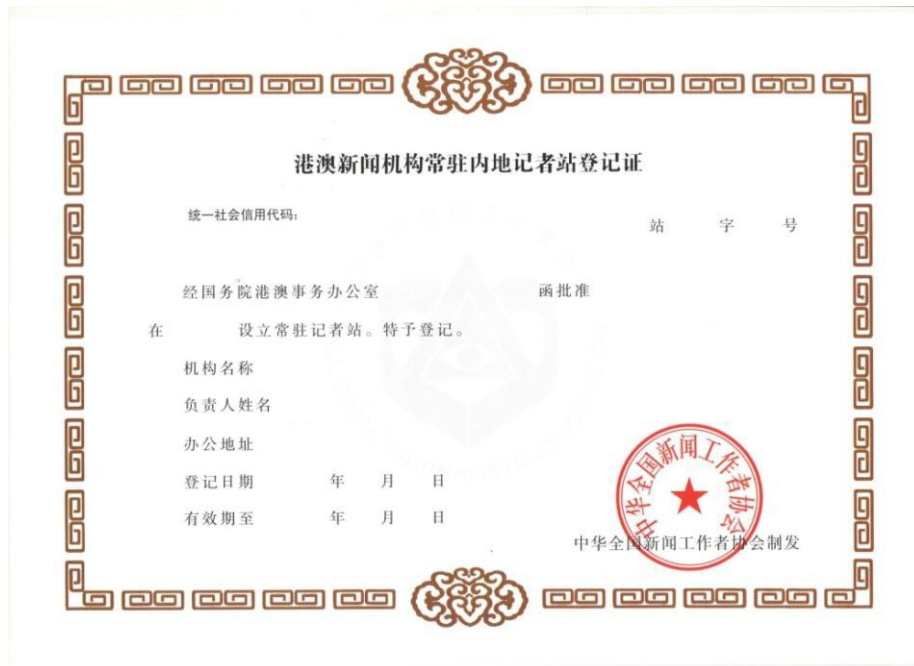 港澳新闻机构常驻内地记者站登记证
统一社会信用代码:
站 字 号
经国务院港澳事务办公室 函批准
在 设立常驻记者站。特予登记。
机构名称
负责人姓名
办公地址
登记日期 年 月 日
有效期至 年 月 日
中华全国新闻工作者协会
中华全国新闻工作者协会制发